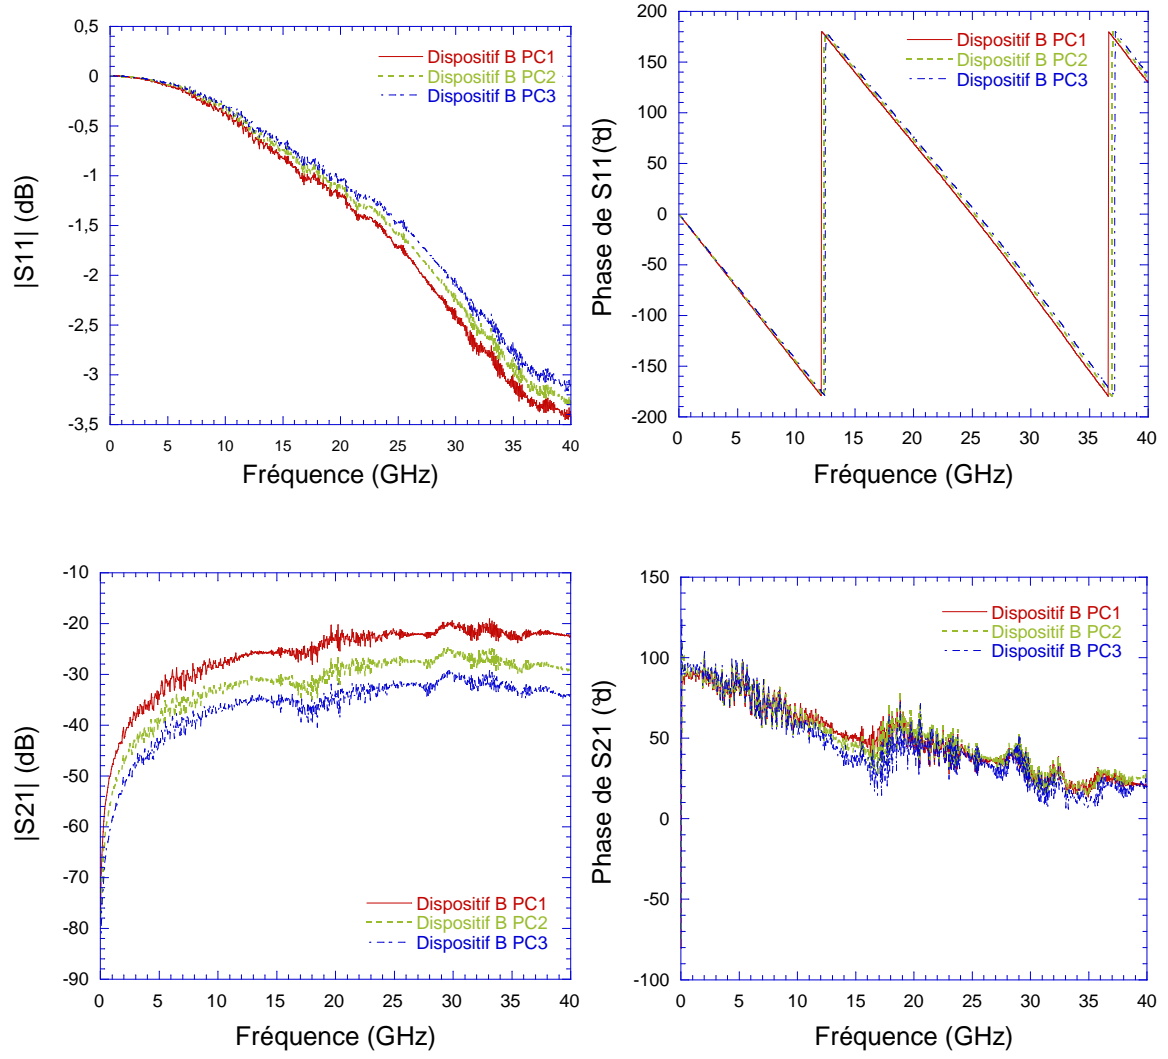 0,5
0
-0,5
-1
-1,5
-2
-2,5
-3
-3,5
|S11| (dB)
Dispositif B PC1
Dispositif B PC2
Dispositif B PC3
0 5 10 15 20 25 30 35 40
Fréquence (GHz)
200
150
100
50
0
-50
-100
-150
-200
Phase de S11(°d)
Dispositif B PC1
Dispositif B PC2
Dispositif B PC3
0 5 10 15 20 25 30 35 40
Fréquence (GHz)
-10
-20
-30
-40
-50
-60
-70
-80
-90
|S21| (dB)
Dispositif B PC1
Dispositif B PC2
Dispositif B PC3
0 5 10 15 20 25 30 35 40
Fréquence (GHz)
150
100
50
0
-50
-100
Phase de S21 (°d)
Dispositif B PC1
Dispositif B PC2
Dispositif B PC3
0 5 10 15 20 25 30 35 40
Fréquence (GHz)